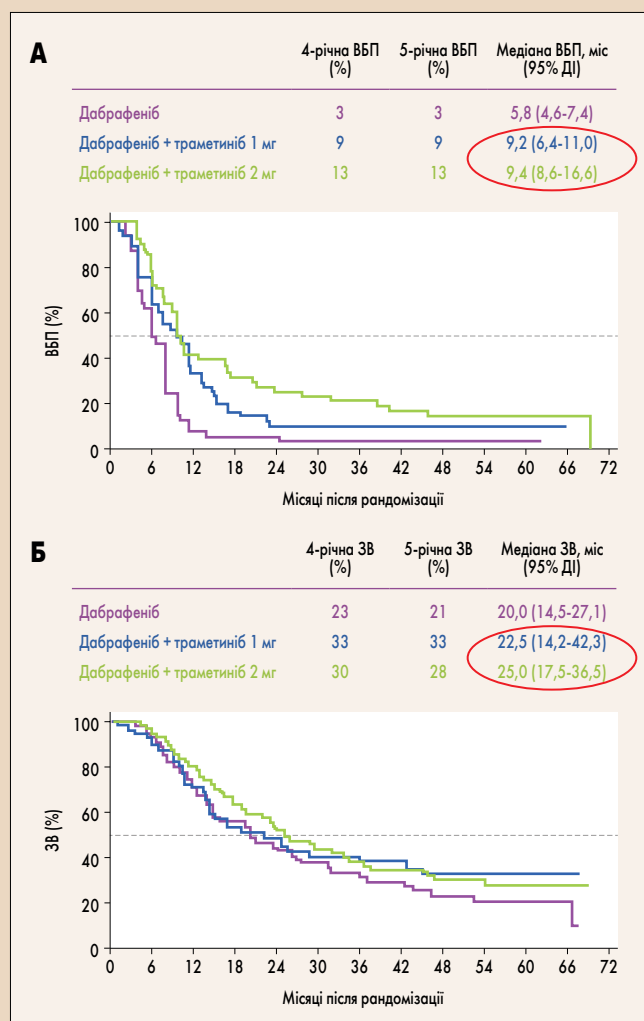 А
4-річна ВБП (%) 5-річна ВБП (%) Медіана ВБП, міс (95% ДІ)
Дабрафеніб 3 3 5,8 (4,6-7,4)
Дабрафеніб + траметиніб 1 мг 9 9 9,2 (6,4-11,0)
Дабрафеніб + траметиніб 2 мг 13 13 9,4 (8,6-16,6)
ВБП (%)
100
80
60
40
20
0
0 6 12 18 24 30 36 42 48 54 60 66 72
Місяці після рандомізації
Б
4-річна ЗВ (%) 5-річна ЗВ (%) Медіана ЗВ, міс (95% ДІ)
Дабрафеніб 23 21 20,0 (14,5-27,1)
Дабрафеніб + траметиніб 1 мг 33 33 22,5 (14,2-42,3)
Дабрафеніб + траметиніб 2 мг 30 28 25,0 (17,5-36,5)
ЗВ (%)
100
80
60
40
20
0
0 6 12 18 24 30 36 42 48 54 60 66 72
Місяці після рандомізації